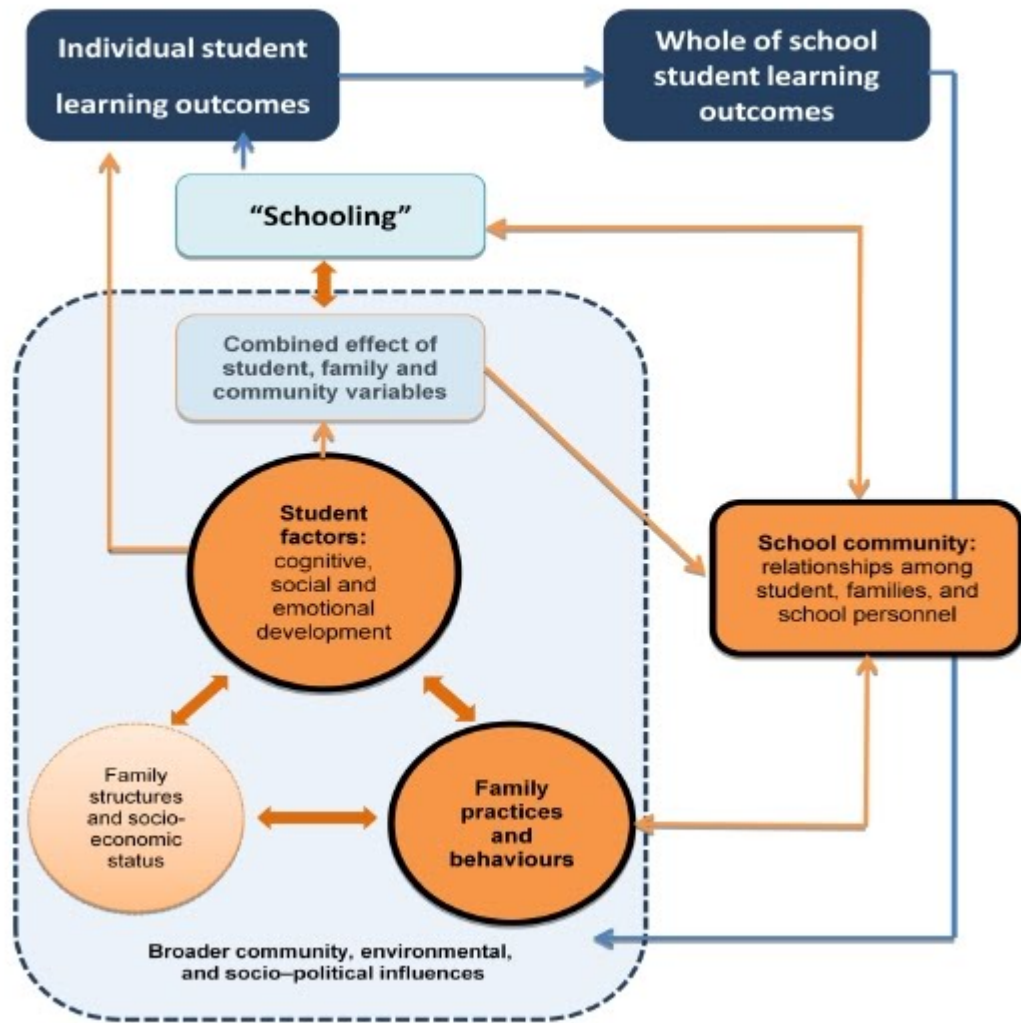 Individual student
learning outcomes
Whole of school
student learning
outcomes
“Schooling”
Combined effect of
student, family and
community variables
Student
factors:
cognitive,
social and
emotional
development
School community:
relationships among
student, families, and
school personnel
Family
structures
and socio-
economic
status
Family
practices
and
behaviours
Broader community, environmental,
and socio–political influences